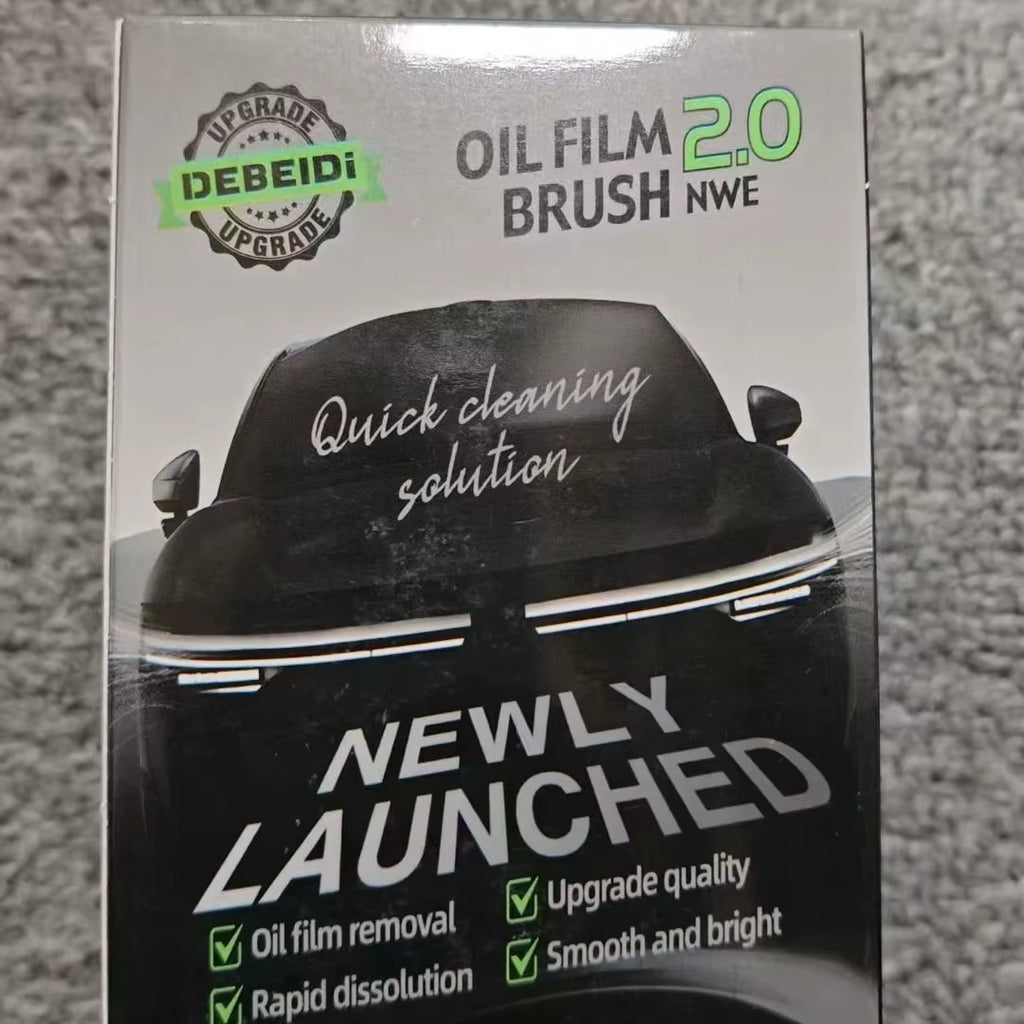 UPGRADE
DEBEIDi
UPGRADE
OIL FILM 2.0
BRUSH NWE
Quick cleaning
solution
NEWLY
LAUNCHED
Oil film removal
Upgrade quality
Rapid dissolution
Smooth and bright